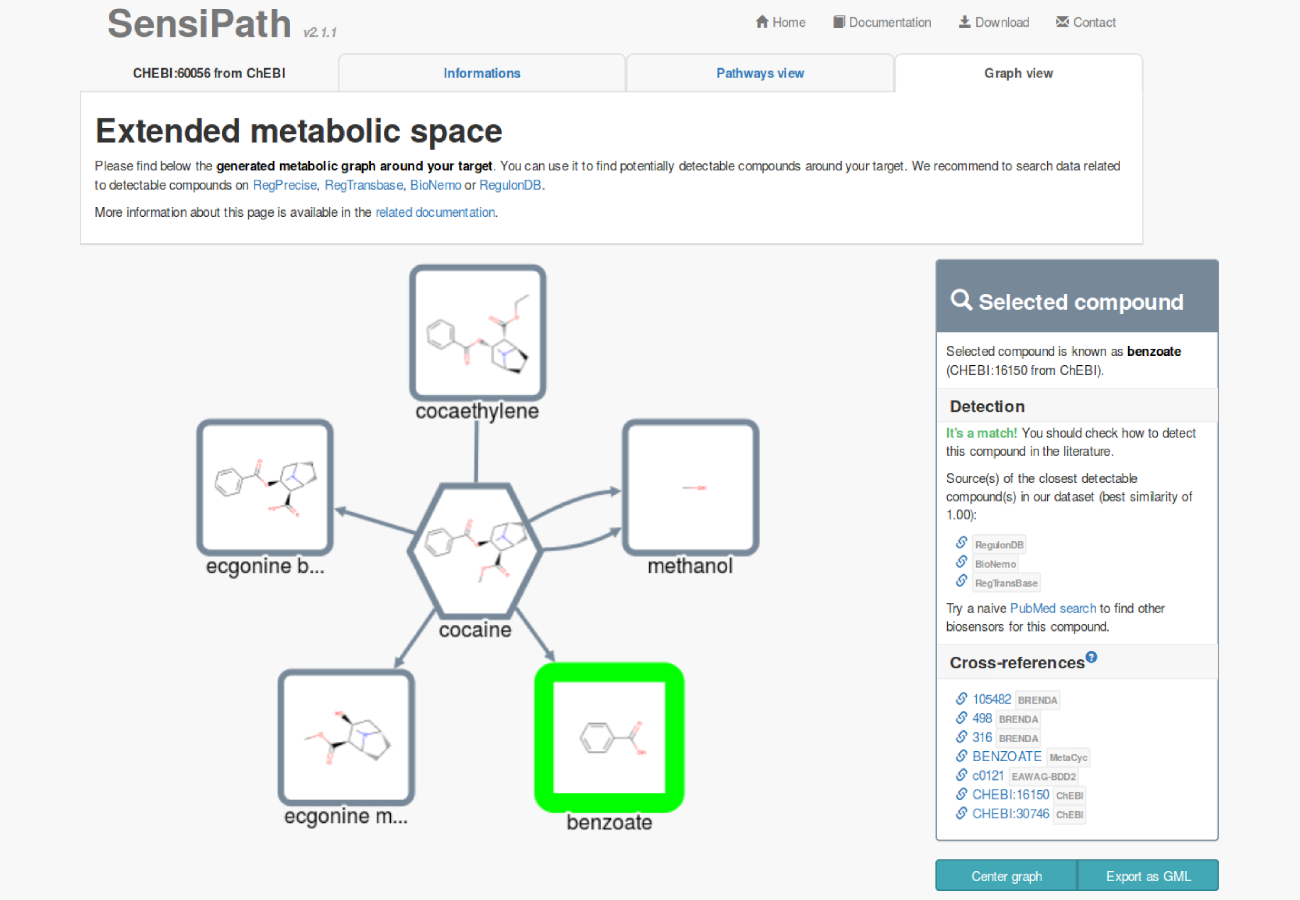 SensiPath v2.1.1
Home Documentation Download Contact
CHEBI:60056 from ChEBI Informations Pathways view Graph view
Extended metabolic space
Please find below the generated metabolic graph around your target. You can use it to find potentially detectable compounds around your target. We recommend to search data related
to detectable compounds on RegPrecise, RegTransbase, BioNemo or RegulonDB.
More information about this page is available in the related documentation.
cocaethylene
ecgonine b...
methanol
cocaine
ecgonine m...
benzoate
Selected compound
Selected compound is known as benzoate
(CHEBI:16150 from ChEBI).
Detection
It's a match! You should check how to detect
this compound in the literature.
Source(s) of the closest detectable
compound(s) in our dataset (best similarity of
1.00):
RegulonDB
BioNemo
RegTransBase
Try a naive PubMed search to find other
biosensors for this compound.
Cross-references ?
105482 BRENDA
498 BRENDA
316 BRENDA
BENZOATE MetaCyc
c0121 EAWAG-BDD2
CHEBI:16150 ChEBI
CHEBI:30746 ChEBI
Center graph Export as GML